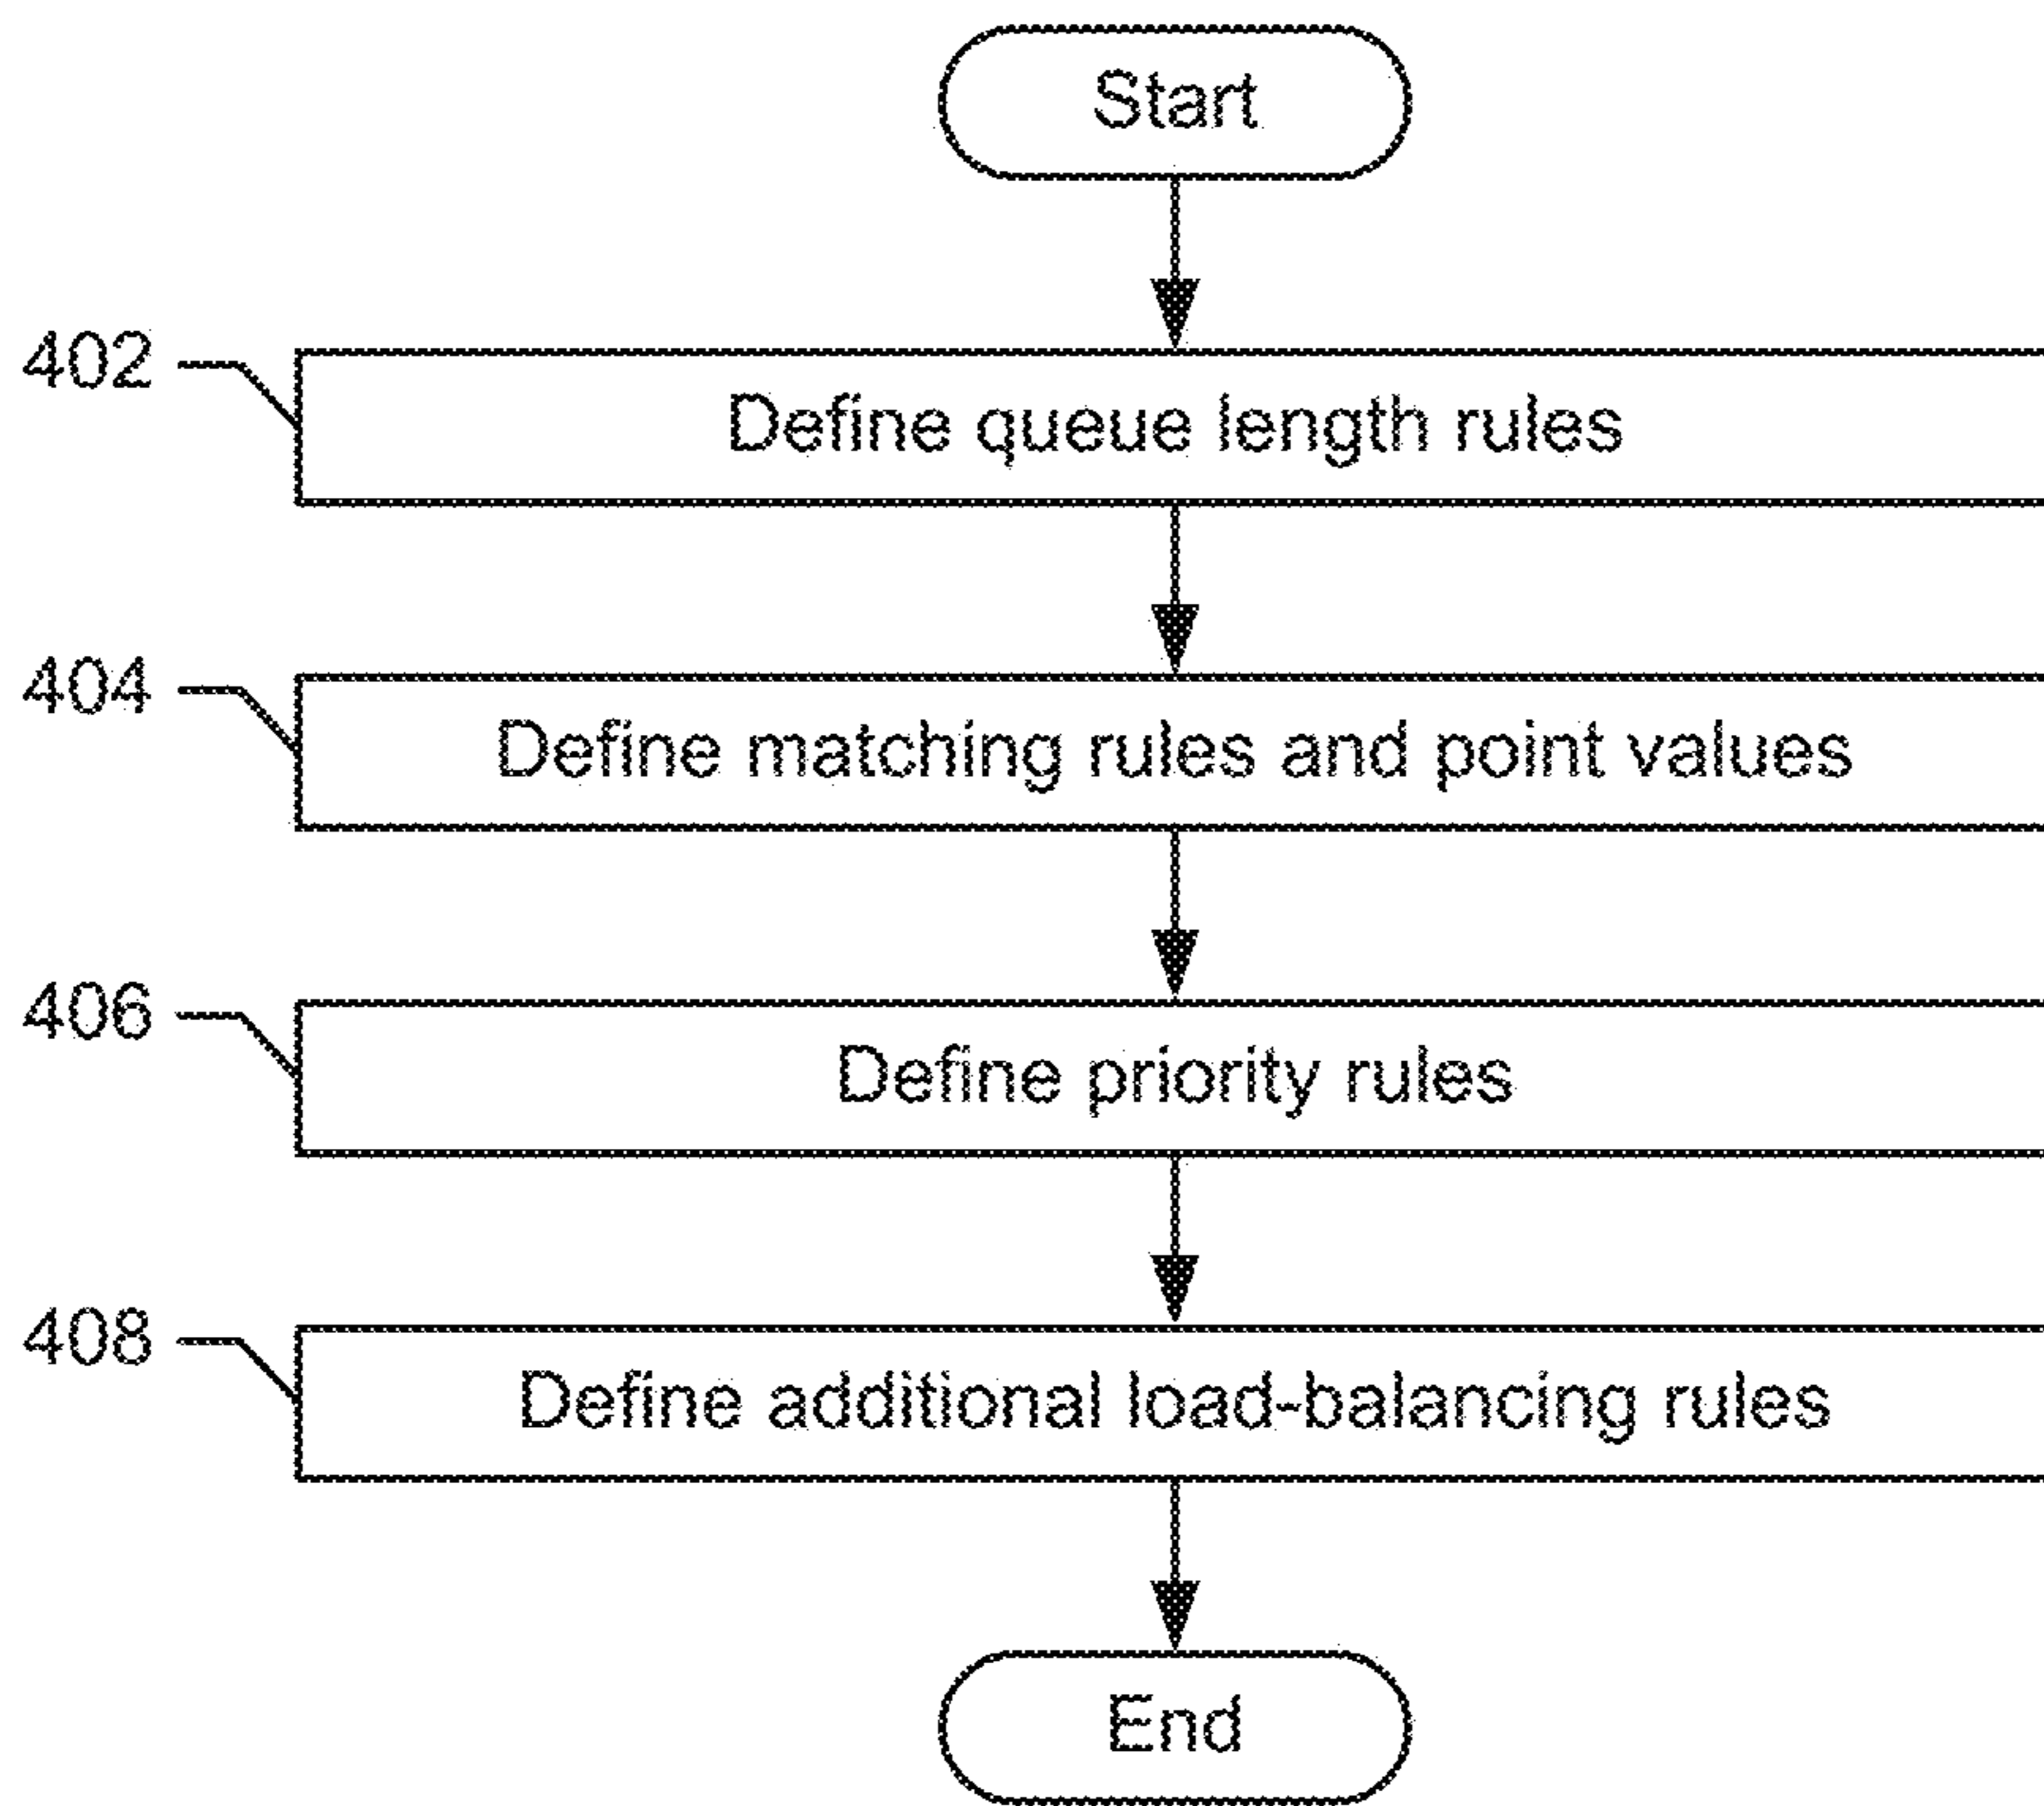 Start
402
Define queue length rules
404
Define matching rules and point values
406
Define priority rules
408
Define additional load-balancing rules
End